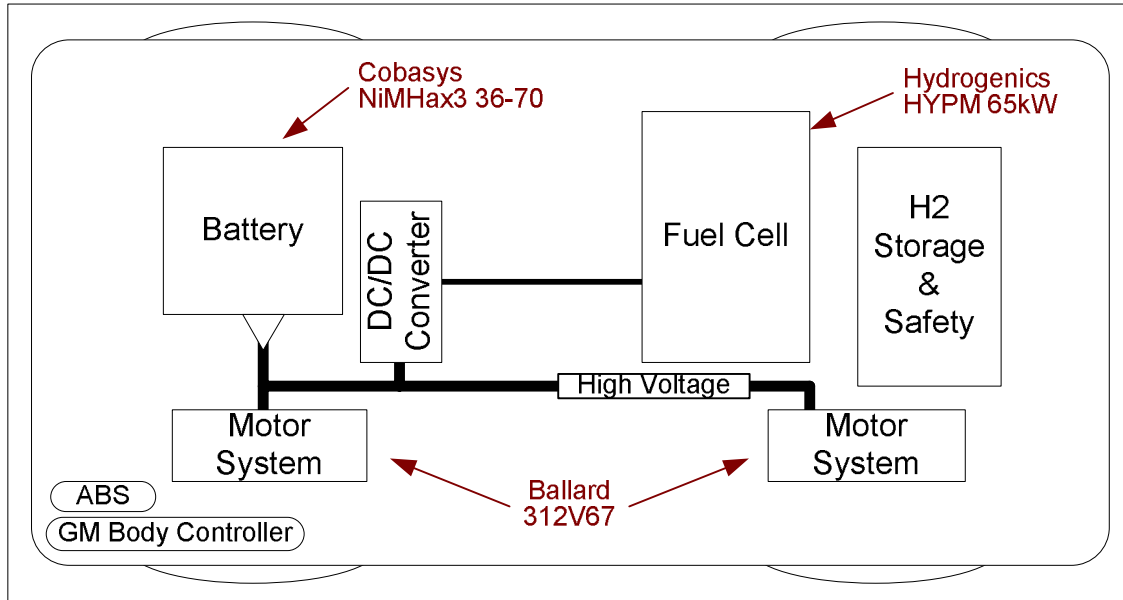 Cobasys
NiMHax3 36-70
Hydrogenics
HYPM 65kW
Battery
DC/DC
Converter
Fuel Cell
H2
Storage
&
Safety
High Voltage
Motor
System
Motor
System
Ballard
312V67
ABS
GM Body Controller